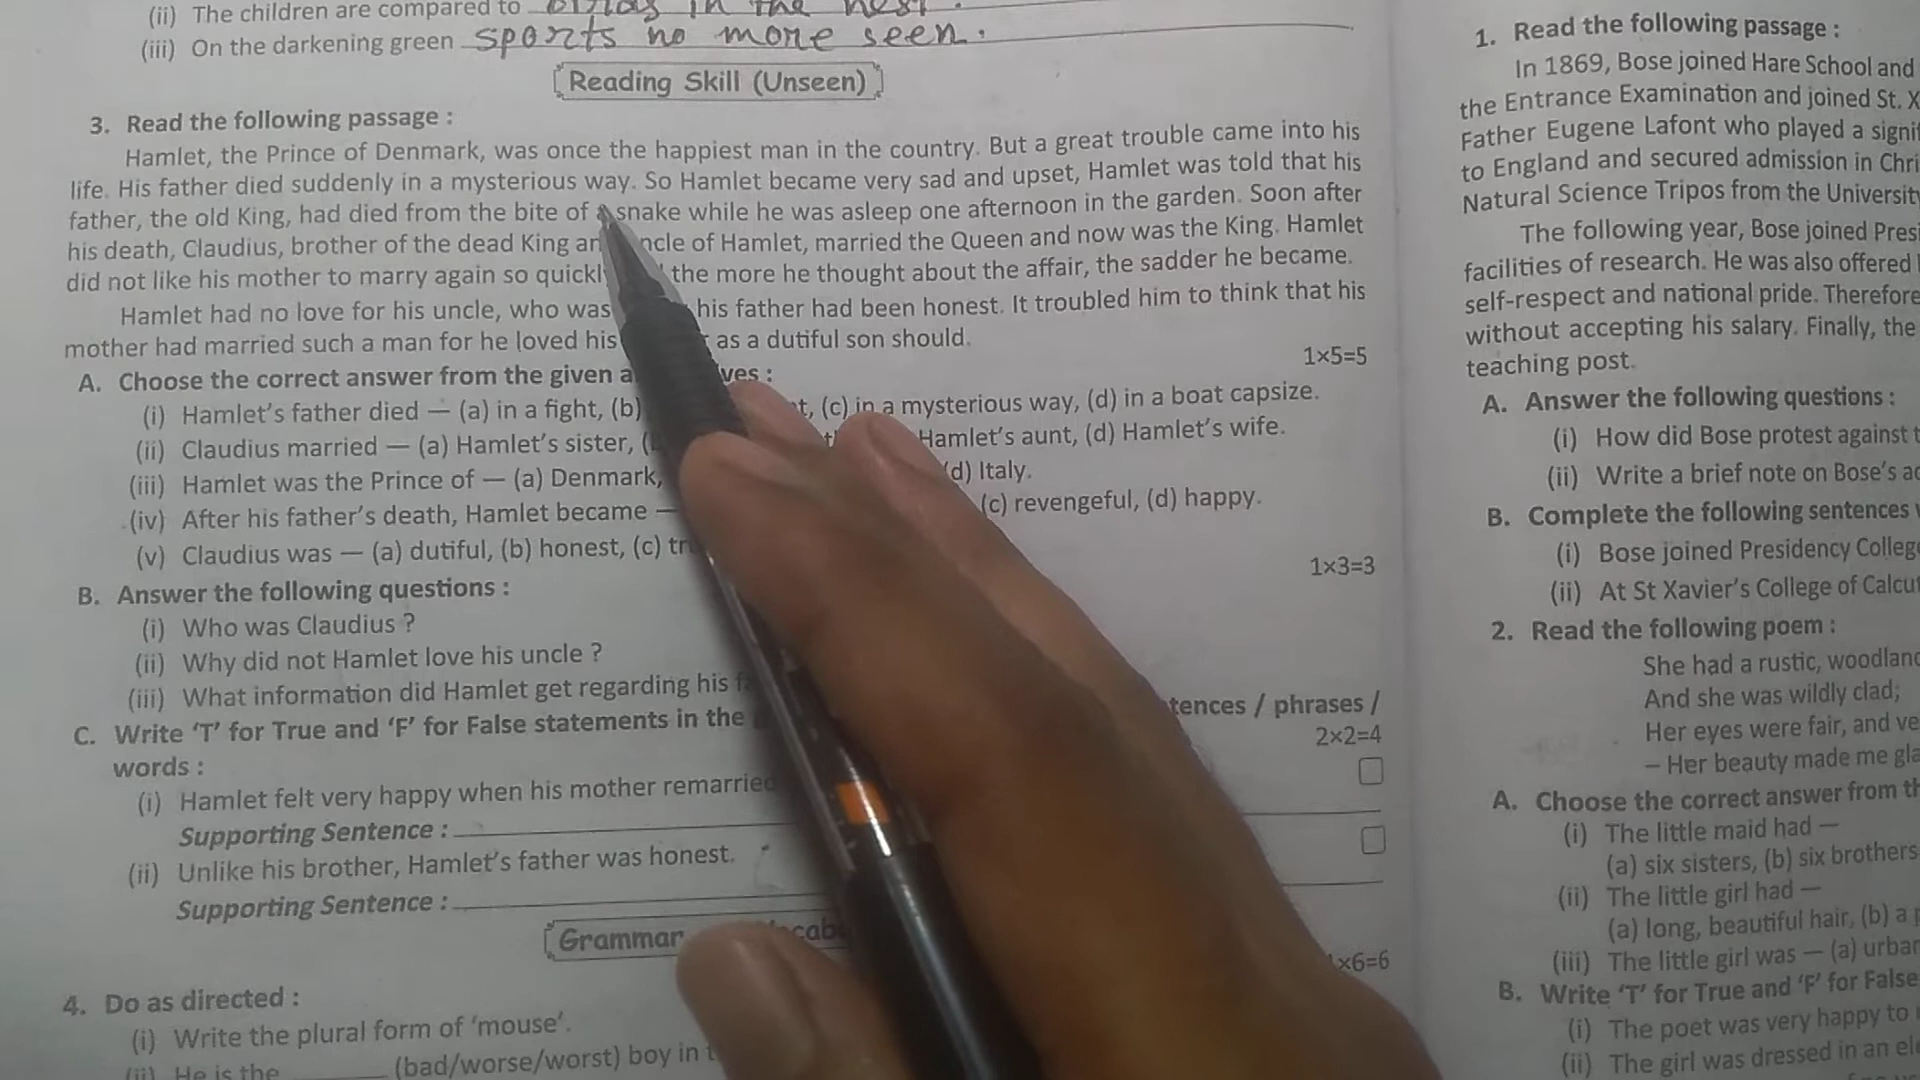 (ii) The children are compared to birds in the nest.
(iii) On the darkening green sports no more seen.
Reading Skill (Unseen)
3. Read the following passage :
Hamlet, the Prince of Denmark, was once the happiest man in the country. But a great trouble came into his
life. His father died suddenly in a mysterious way. So Hamlet became very sad and upset, Hamlet was told that his
father, the old King, had died from the bite of snake while he was asleep one afternoon in the garden. Soon after
his death, Claudius, brother of the dead King of Hamlet, married the Queen and now was the King. Hamlet
did not like his mother to marry again so the more he thought about the affair, the sadder he became.
Hamlet had no love for his uncle, who was his father had been honest. It troubled him to think that his
mother had married such a man for he loved his as a dutiful son should.
A. Choose the correct answer from the given : 1×5=5
(i) Hamlet's father died — (a) in a fight, (b) (c) in a mysterious way, (d) in a boat capsize.
(ii) Claudius married — (a) Hamlet's sister, Hamlet's aunt, (d) Hamlet's wife.
(iii) Hamlet was the Prince of — (a) Denmark, (d) Italy.
(iv) After his father's death, Hamlet became — (c) revengeful, (d) happy.
(v) Claudius was — (a) dutiful, (b) honest, (c)
B. Answer the following questions : 1×3=3
(i) Who was Claudius ?
(ii) Why did not Hamlet love his uncle ?
(iii) What information did Hamlet get regarding his
C. Write 'T' for True and 'F' for False statements in the / phrases / 
words : 2×2=4
(i) Hamlet felt very happy when his mother remarried
Supporting Sentence :
(ii) Unlike his brother, Hamlet's father was honest.
Supporting Sentence :
Grammar
4. Do as directed : ×6=6
(i) Write the plural form of 'mouse'.
(ii) He is the (bad/worse/worst) boy in
1. Read the following passage :
In 1869, Bose joined Hare School and
the Entrance Examination and joined St.
Father Eugene Lafont who played a
to England and secured admission in
Natural Science Tripos from the University
The following year, Bose joined
facilities of research. He was also offered
self-respect and national pride. Therefore
without accepting his salary. Finally, the
teaching post.
A. Answer the following questions :
(i) How did Bose protest against
(ii) Write a brief note on Bose's
B. Complete the following sentences
(i) Bose joined Presidency College
(ii) At St Xavier's College of
2. Read the following poem :
She had a rustic, woodland
And she was wildly clad;
Her eyes were fair, and
– Her beauty made me
A. Choose the correct answer from
(i) The little maid had —
(a) six sisters, (b) six brothers
(ii) The little girl had —
(a) long, beautiful hair, (b) a
(iii) The little girl was — (a)
B. Write 'T' for True and 'F' for False
(i) The poet was very happy to
(ii) The girl was dressed in an